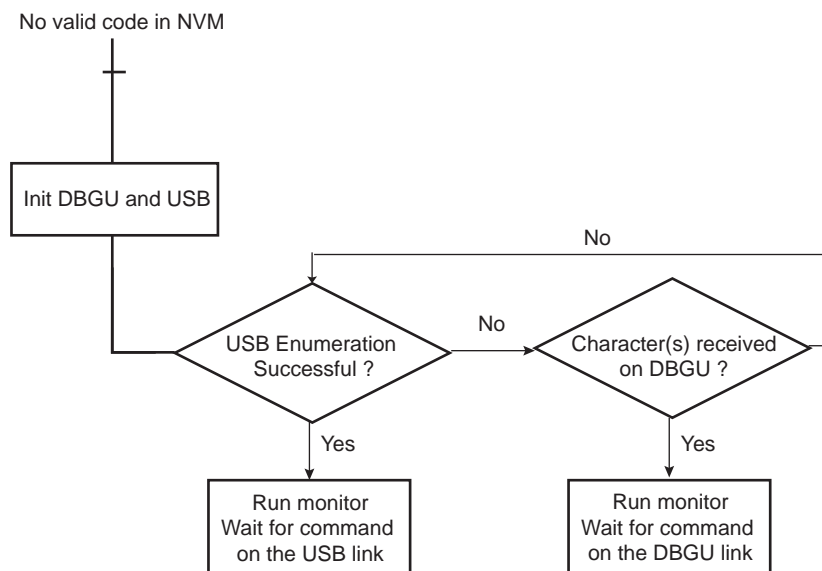 No valid code in NVM
Init DBGU and USB
No
USB Enumeration
Successful ?
No
Character(s) received
on DBGU ?
Yes
Yes
Run monitor
Wait for command
on the USB link
Run monitor
Wait for command
on the DBGU link